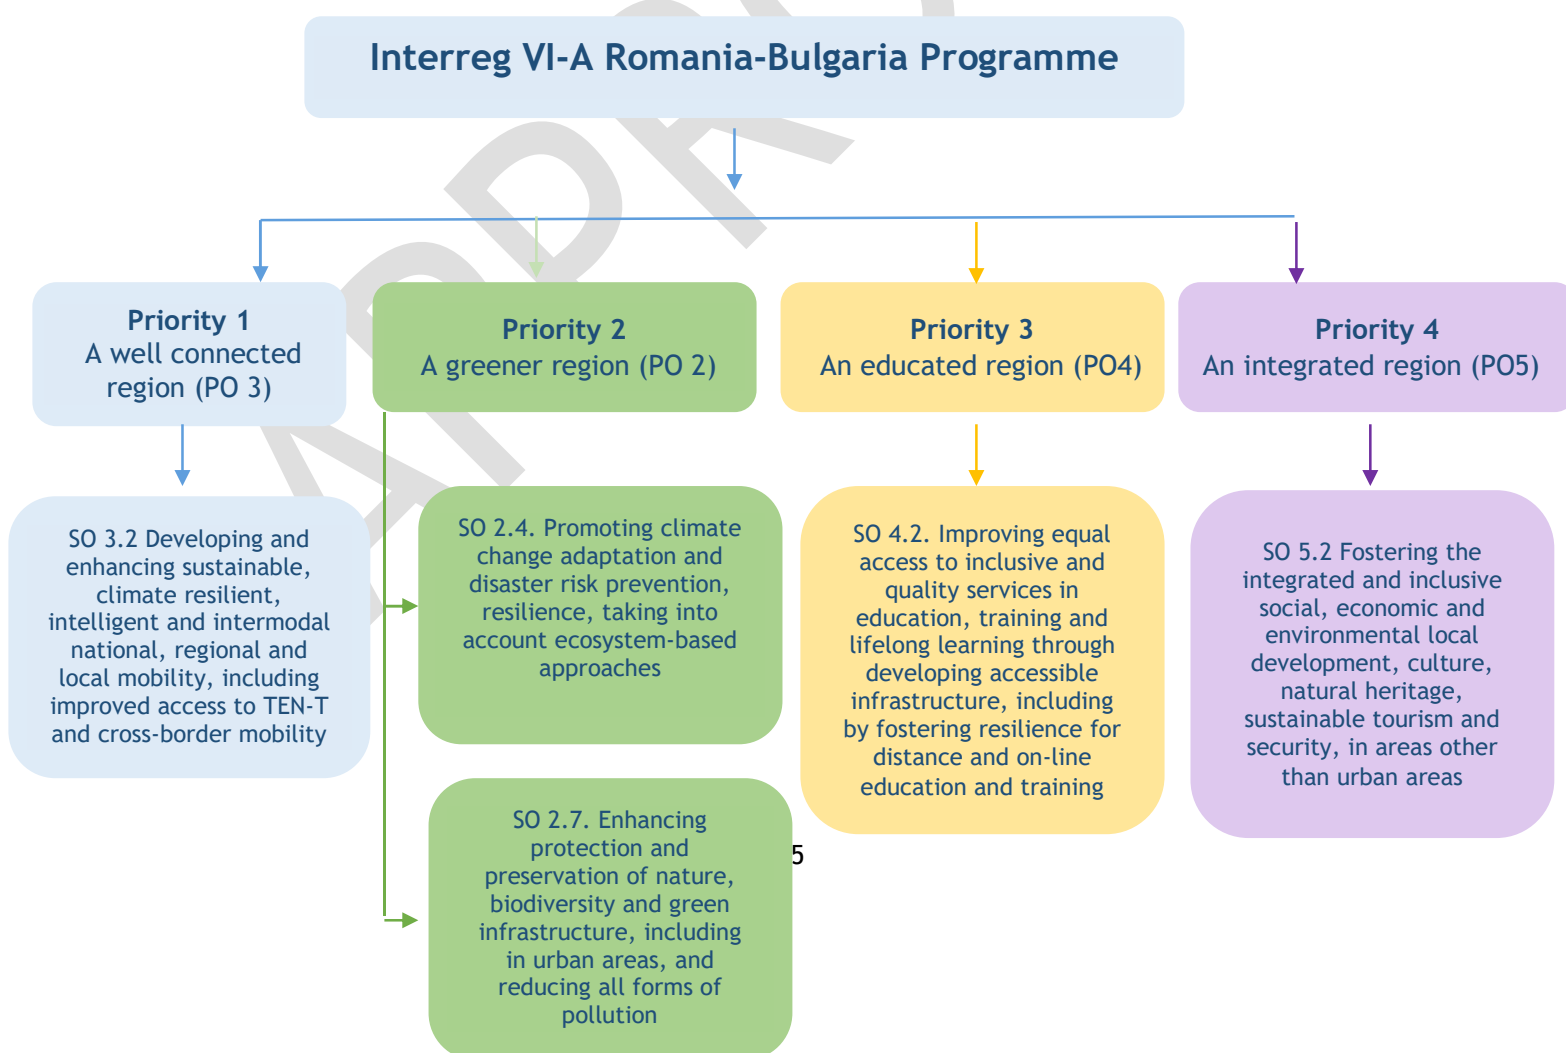 Interreg VI-A Romania-Bulgaria Programme
Priority 1
A well connected
region (PO 3)
Priority 2
A greener region (PO 2)
Priority 3
An educated region (PO4)
Priority 4
An integrated region (PO5)
SO 3.2 Developing and
enhancing sustainable,
climate resilient,
intelligent and intermodal
national, regional and
local mobility, including
improved access to TEN-T
and cross-border mobility
SO 2.4. Promoting climate
change adaptation and
disaster risk prevention,
resilience, taking into
account ecosystem-based
approaches
SO 2.7. Enhancing
protection and
preservation of nature,
biodiversity and green
infrastructure, including
in urban areas, and
reducing all forms of
pollution
SO 4.2. Improving equal
access to inclusive and
quality services in
education, training and
lifelong learning through
developing accessible
infrastructure, including
by fostering resilience for
distance and on-line
education and training
SO 5.2 Fostering the
integrated and inclusive
social, economic and
environmental local
development, culture,
natural heritage,
sustainable tourism and
security, in areas other
than urban areas
5